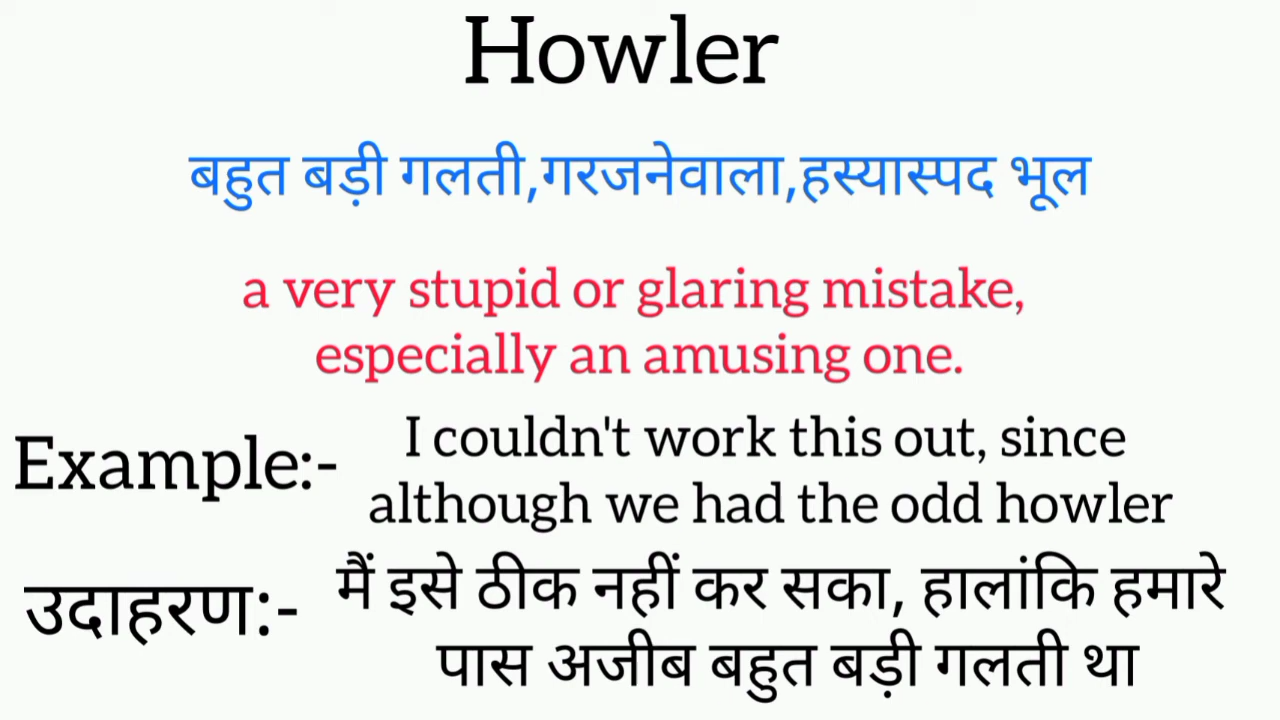 Howler
बहुत बड़ी गलती,गरजनेवाला,हस्यास्पद भूल
a very stupid or glaring mistake,
especially an amusing one.
Example:- I couldn't work this out, since
although we had the odd howler
उदाहरण:- मैं इसे ठीक नहीं कर सका, हालांकि हमारे
पास अजीब बहुत बड़ी गलती था